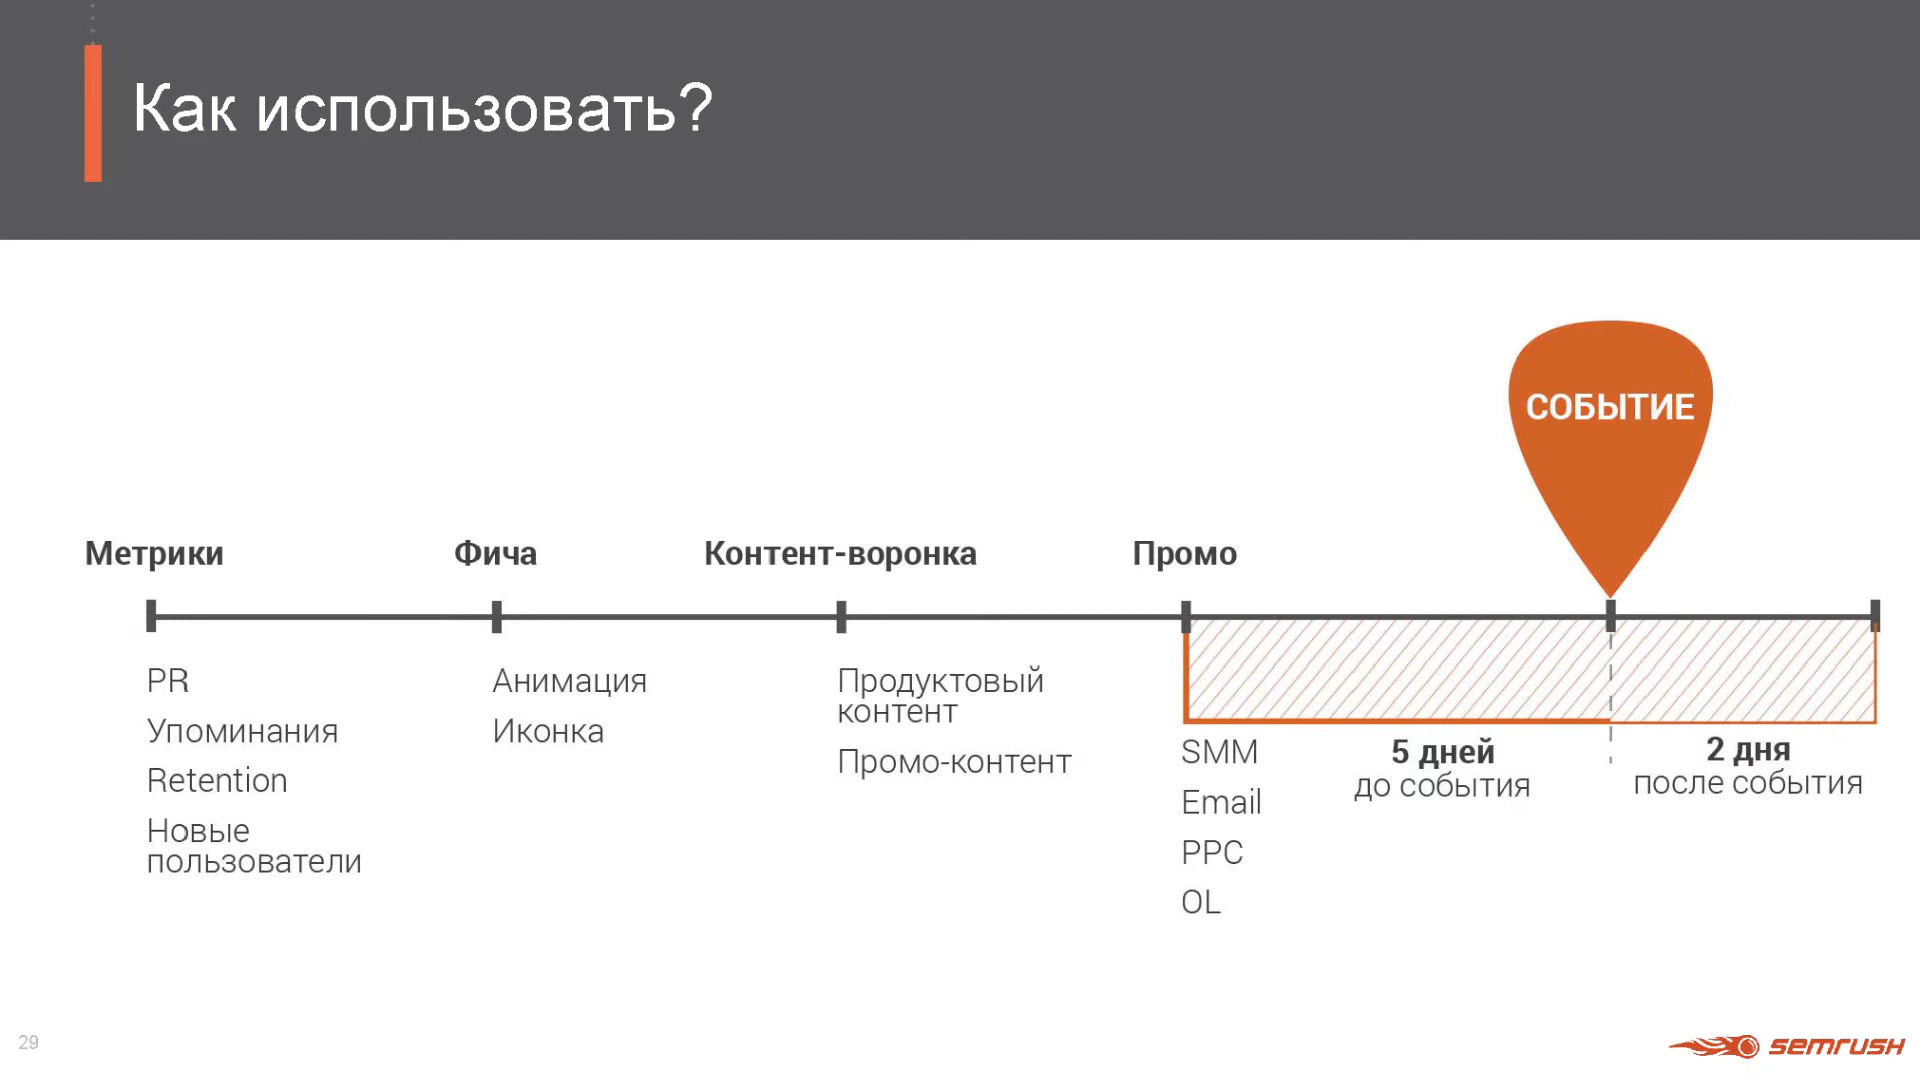 Как использовать?
СОБЫТИЕ
Метрики
Фича
Контент-воронка
Промо
PR
Упоминания
Retention
Новые
пользователи
Анимация
Иконка
Продуктовый
контент
Промо-контент
SMM
Email
PPC
OL
5 дней
до события
2 дня
после события
29
semrush